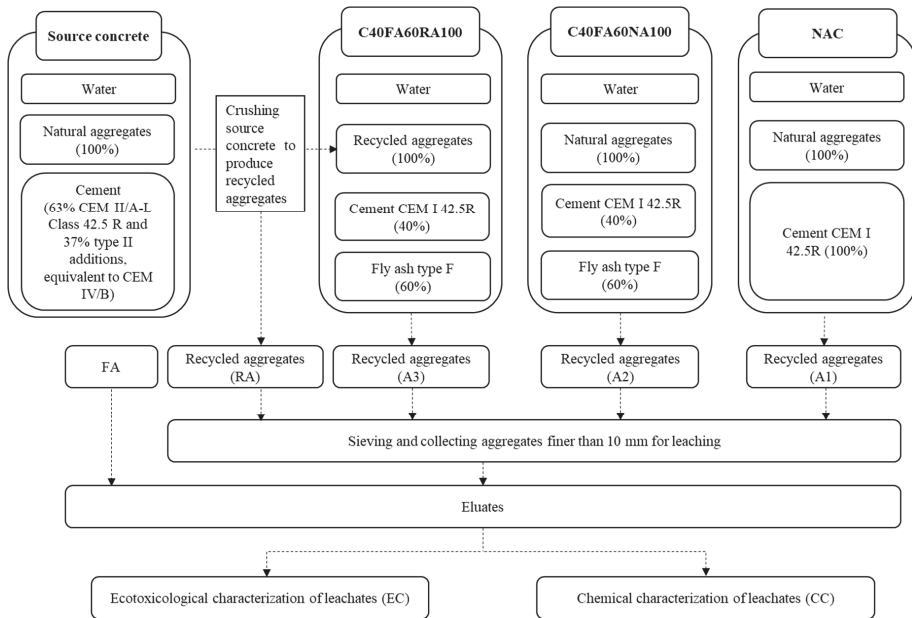 Source concrete
Water
Natural aggregates
(100%)
Cement
(63% CEM II/A-L
Class 42.5 R and
37% type II
additions,
equivalent to CEM
IV/B)
Crushing
source
concrete to
produce
recycled
aggregates
C40FA60RA100
Water
Recycled aggregates
(100%)
Cement CEM I 42.5R
(40%)
Fly ash type F
(60%)
C40FA60NA100
Water
Natural aggregates
(100%)
Cement CEM I 42.5R
(40%)
Fly ash type F
(60%)
NAC
Water
Natural aggregates
(100%)
Cement CEM I
42.5R (100%)
FA
Recycled aggregates
(RA)
Recycled aggregates
(A3)
Recycled aggregates
(A2)
Recycled aggregates
(A1)
Sieving and collecting aggregates finer than 10 mm for leaching
Eluates
Ecotoxicological characterization of leachates (EC)
Chemical characterization of leachates (CC)